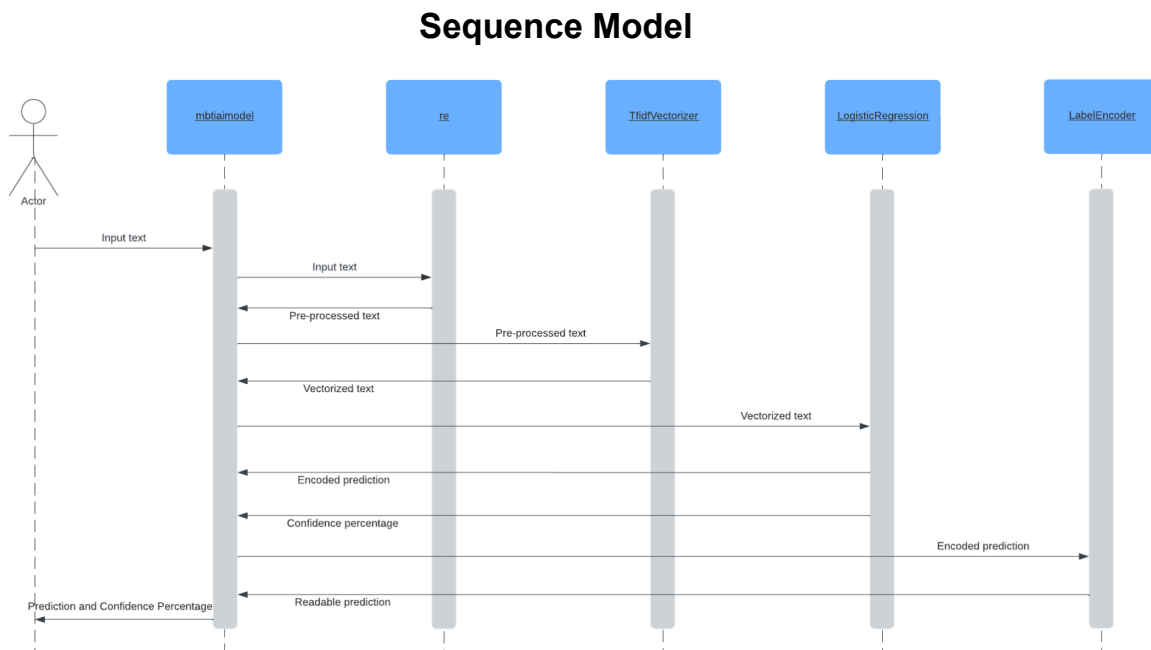 Sequence Model
mbtiaimodel
re
TfidfVectorizer
LogisticRegression
LabelEncoder
Actor
Input text
Input text
Pre-processed text
Pre-processed text
Vectorized text
Vectorized text
Encoded prediction
Confidence percentage
Encoded prediction
Readable prediction
Prediction and Confidence Percentage